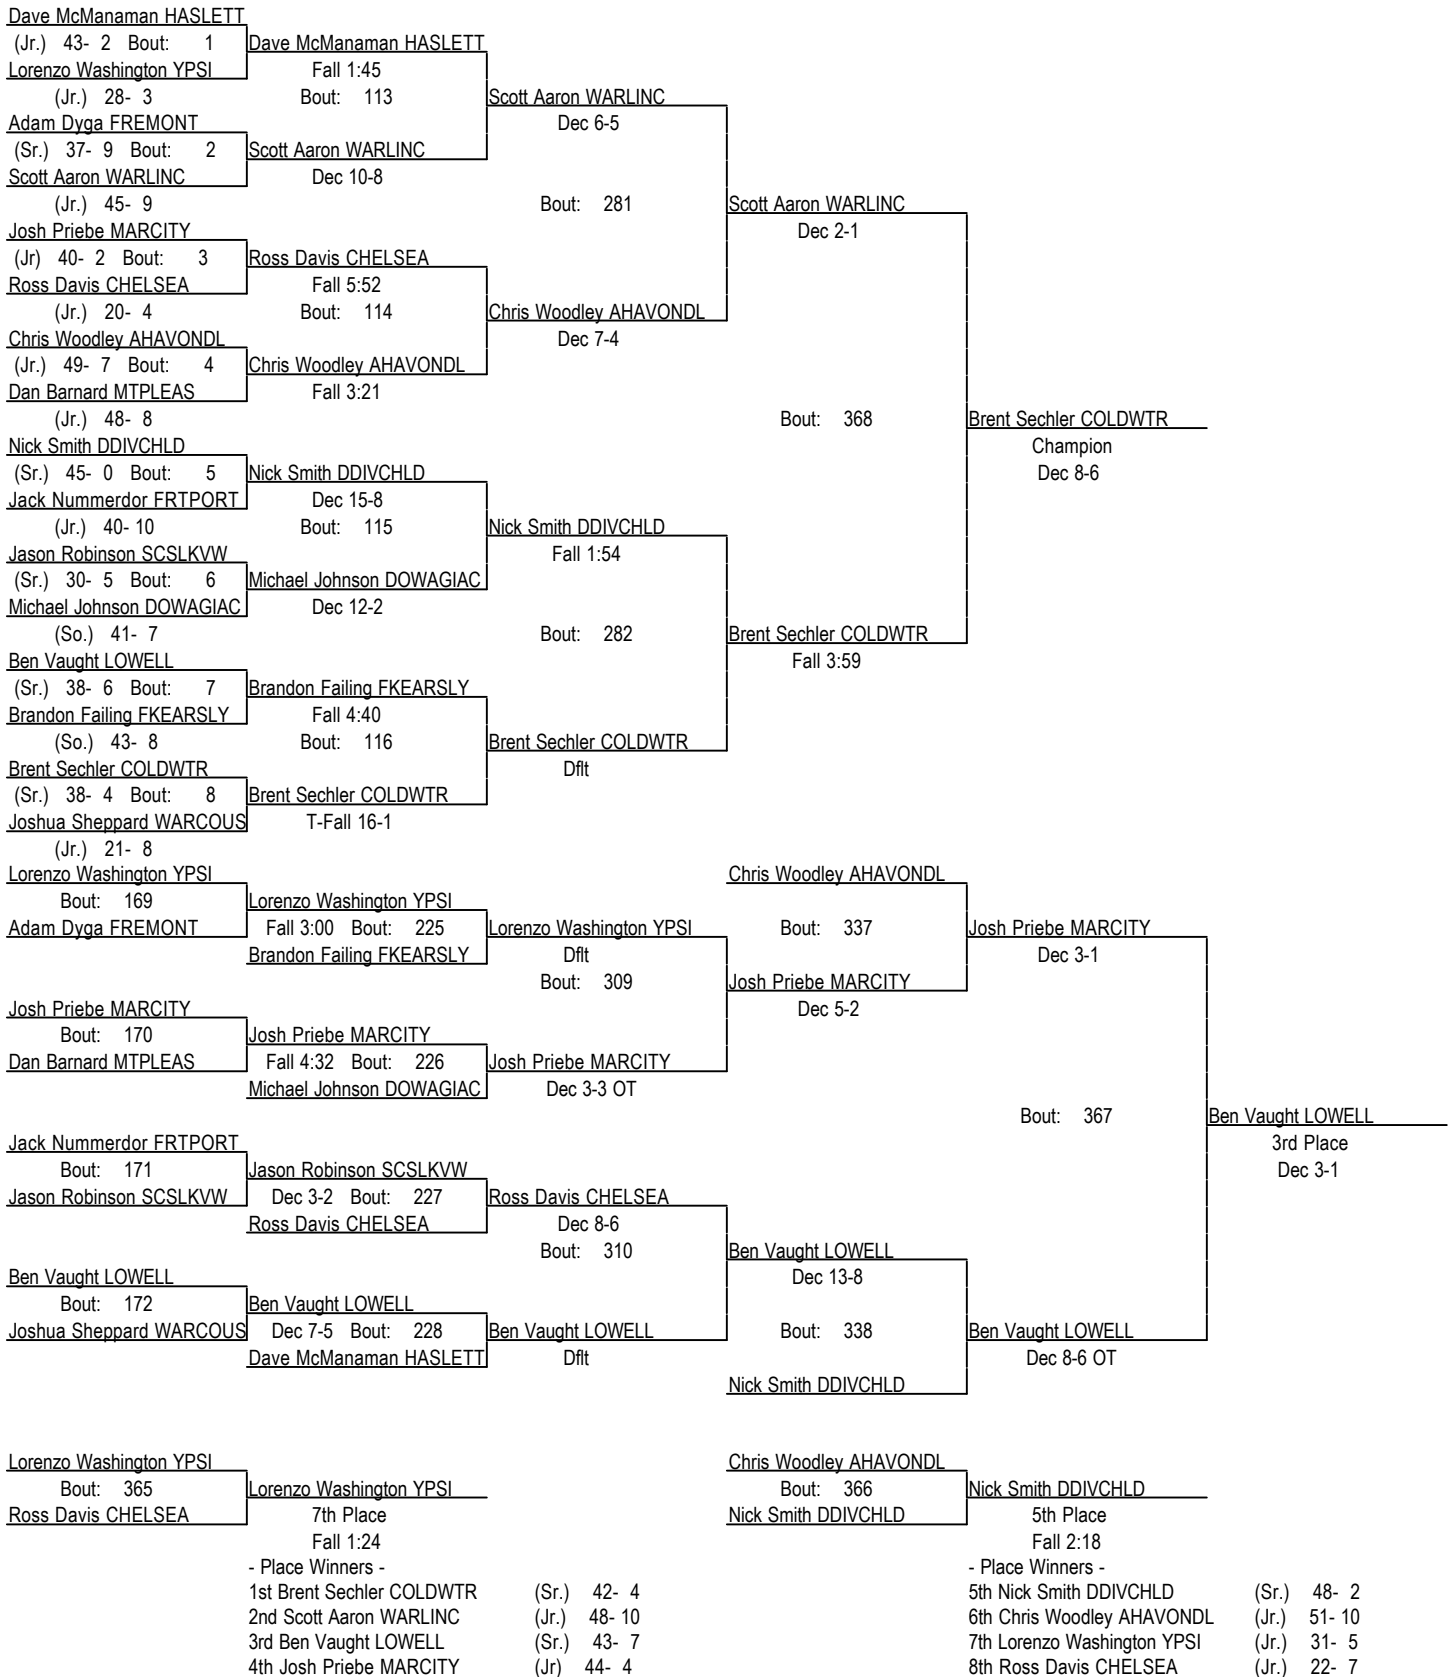 Dave McManaman HASLETT
(Jr.) 43- 2 Bout: 1 Dave McManaman HASLETT
Lorenzo Washington YPSI Fall 1:45
(Jr.) 28- 3 Bout: 113 Scott Aaron WARLINC
Adam Dyga FREMONT Dec 6-5
(Sr.) 37- 9 Bout: 2 Scott Aaron WARLINC
Scott Aaron WARLINC Dec 10-8
(Jr.) 45- 9 Bout: 281 Scott Aaron WARLINC
Josh Priebe MARCITY Dec 2-1
(Jr) 40- 2 Bout: 3 Ross Davis CHELSEA
Ross Davis CHELSEA Fall 5:52
(Jr.) 20- 4 Bout: 114 Chris Woodley AHAVONDL
Chris Woodley AHAVONDL Dec 7-4
(Jr.) 49- 7 Bout: 4 Chris Woodley AHAVONDL
Dan Barnard MTPLEAS Fall 3:21
(Jr.) 48- 8 Bout: 368 Brent Sechler COLDWTR
Nick Smith DDIVCHLD Champion
(Sr.) 45- 0 Bout: 5 Nick Smith DDIVCHLD Dec 8-6
Jack Nummerdor FRTPORT Dec 15-8
(Jr.) 40- 10 Bout: 115 Nick Smith DDIVCHLD
Jason Robinson SCSLKVW Fall 1:54
(Sr.) 30- 5 Bout: 6 Michael Johnson DOWAGIAC
Michael Johnson DOWAGIAC Dec 12-2
(So.) 41- 7 Bout: 282 Brent Sechler COLDWTR
Ben Vaught LOWELL Fall 3:59
(Sr.) 38- 6 Bout: 7 Brandon Failing FKEARSLY
Brandon Failing FKEARSLY Fall 4:40
(So.) 43- 8 Bout: 116 Brent Sechler COLDWTR
Brent Sechler COLDWTR Dflt
(Sr.) 38- 4 Bout: 8 Brent Sechler COLDWTR
Joshua Sheppard WARCOUS T-Fall 16-1
(Jr.) 21- 8
Lorenzo Washington YPSI Chris Woodley AHAVONDL
Bout: 169 Lorenzo Washington YPSI
Adam Dyga FREMONT Fall 3:00 Bout: 225 Lorenzo Washington YPSI Bout: 337 Josh Priebe MARCITY
Brandon Failing FKEARSLY Dflt Dec 3-1
Bout: 309 Josh Priebe MARCITY
Josh Priebe MARCITY Dec 5-2
Bout: 170 Josh Priebe MARCITY
Dan Barnard MTPLEAS Fall 4:32 Bout: 226 Josh Priebe MARCITY
Michael Johnson DOWAGIAC Dec 3-3 OT
Bout: 367 Ben Vaught LOWELL
Jack Nummerdor FRTPORT 3rd Place
Bout: 171 Jason Robinson SCSLKVW Dec 3-1
Jason Robinson SCSLKVW Dec 3-2 Bout: 227 Ross Davis CHELSEA
Ross Davis CHELSEA Dec 8-6
Bout: 310 Ben Vaught LOWELL
Ben Vaught LOWELL Dec 13-8
Bout: 172 Ben Vaught LOWELL
Joshua Sheppard WARCOUS Dec 7-5 Bout: 228 Ben Vaught LOWELL Bout: 338 Ben Vaught LOWELL
Dave McManaman HASLETT Dflt Dec 8-6 OT
Nick Smith DDIVCHLD
Lorenzo Washington YPSI Chris Woodley AHAVONDL
Bout: 365 Lorenzo Washington YPSI Bout: 366 Nick Smith DDIVCHLD
Ross Davis CHELSEA 7th Place Nick Smith DDIVCHLD 5th Place
Fall 1:24 Fall 2:18
- Place Winners - - Place Winners -
1st Brent Sechler COLDWTR (Sr.) 42- 4 5th Nick Smith DDIVCHLD (Sr.) 48- 2
2nd Scott Aaron WARLINC (Jr.) 48- 10 6th Chris Woodley AHAVONDL (Jr.) 51- 10
3rd Ben Vaught LOWELL (Sr.) 43- 7 7th Lorenzo Washington YPSI (Jr.) 31- 5
4th Josh Priebe MARCITY (Jr) 44- 4 8th Ross Davis CHELSEA (Jr.) 22- 7